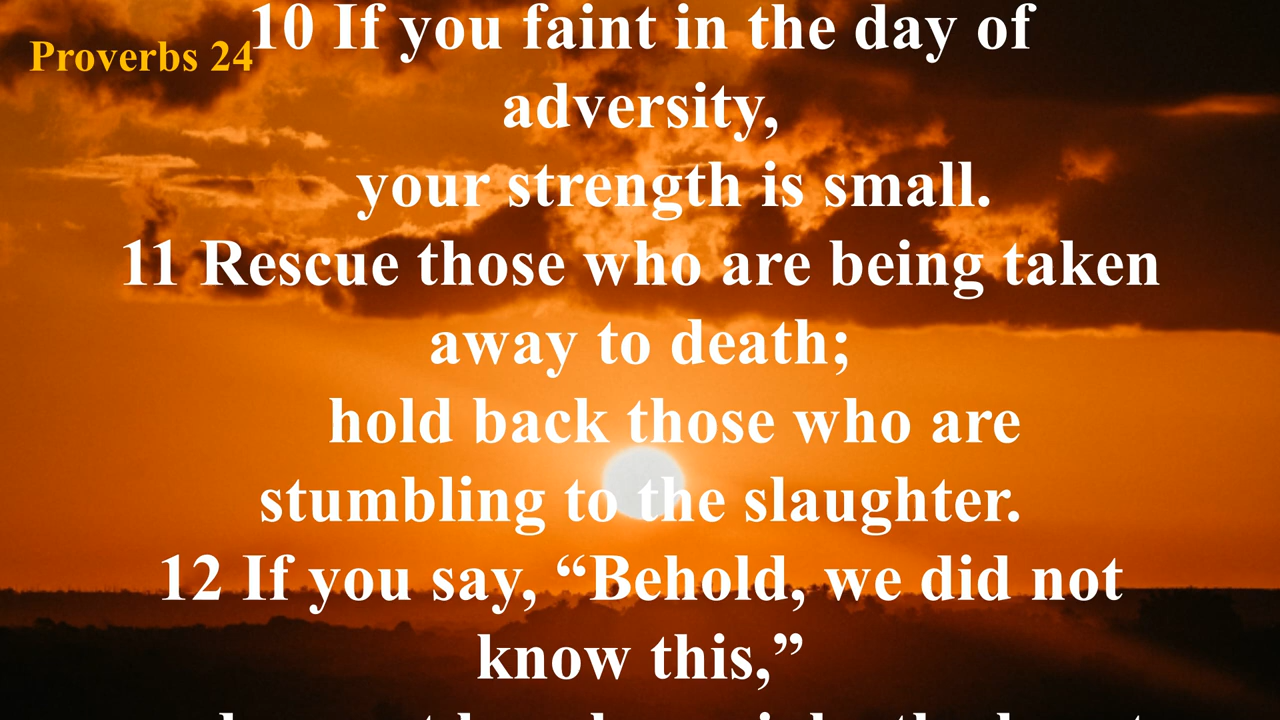 Proverbs 24
10 If you faint in the day of
adversity,
your strength is small.
11 Rescue those who are being taken
away to death;
hold back those who are
stumbling to the slaughter.
12 If you say, “Behold, we did not
know this,”